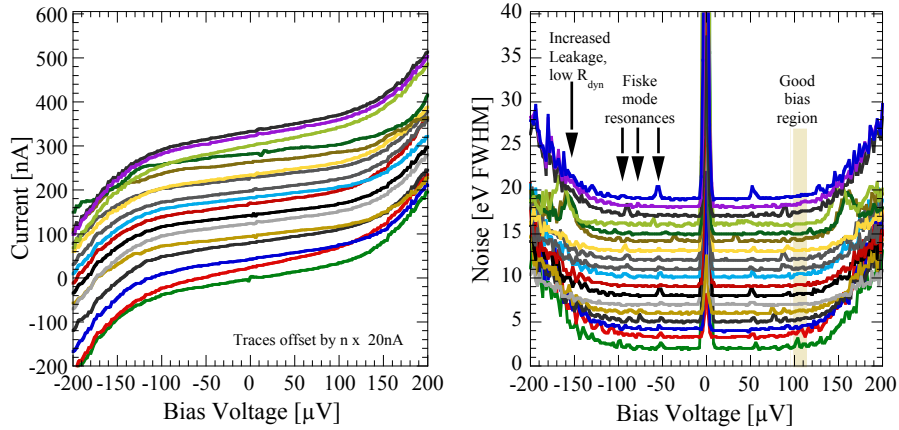 600
500
400
300
200
100
0
-100
-200
-200 -150 -100 -50 0 50 100 150 200
Current [nA]
Bias Voltage [µV]
Traces offset by n x 20nA
40
35
30
25
20
15
10
5
0
-200 -150 -100 -50 0 50 100 150 200
Noise [eV FWHM]
Bias Voltage [µV]
Increased
Leakage,
low Rdyn
Fiske
mode
resonances
Good
bias
region